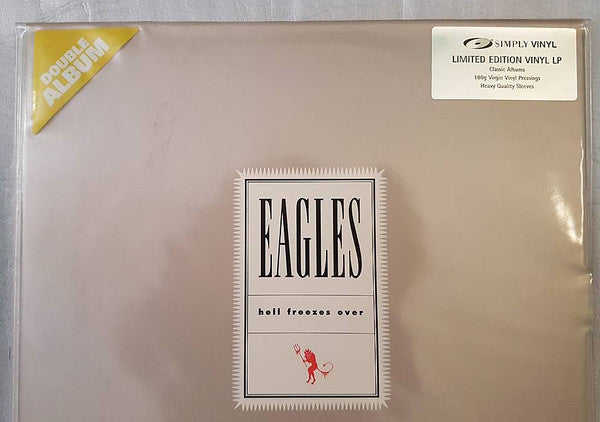 DOUBLE
ALBUM
SIMPLY VINYL
LIMITED EDITION VINYL LP
Classic Albums
180g Virgin Vinyl Pressings
Heavy Quality Sleeves
EAGLES
hell freezes over